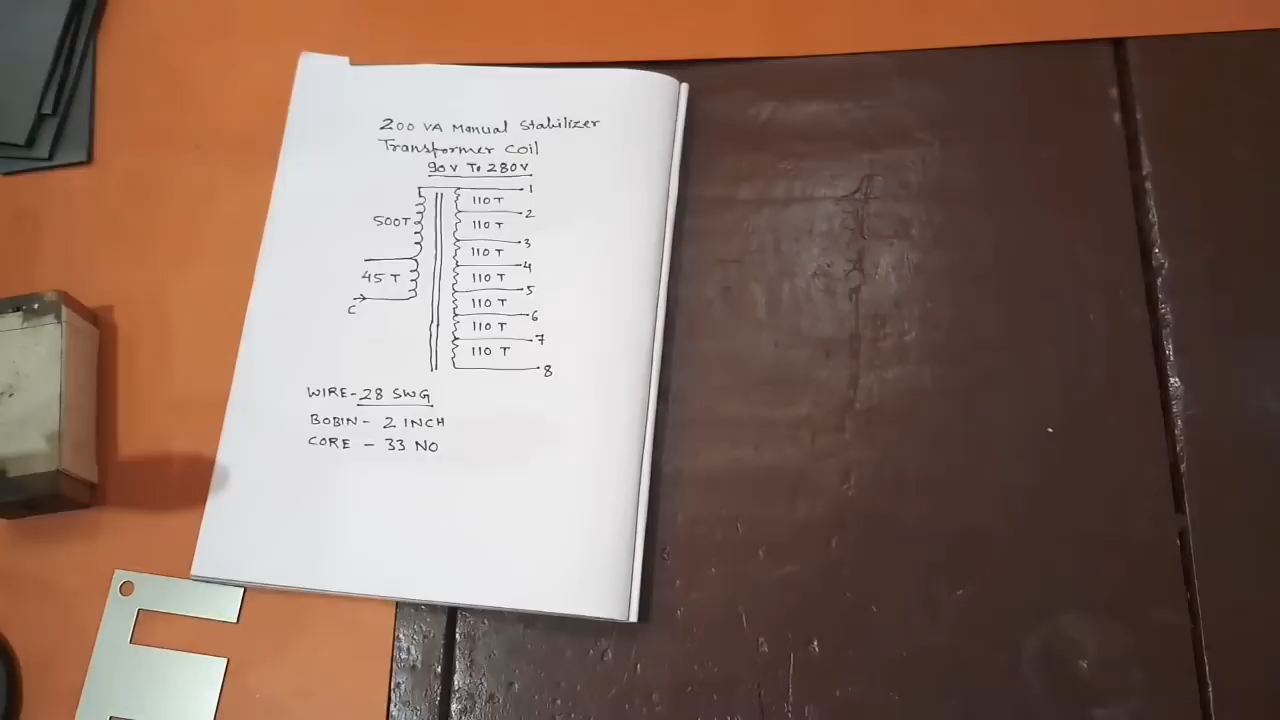 200 VA Manual Stabilizer
Transformer Coil
90V To 280V
1
110 T
2
500T
110 T
3
110 T
4
45 T
110 T
5
C
110 T
6
110 T
7
110 T
8
WIRE - 28 SWG
BOBIN - 2 INCH
CORE - 33 NO